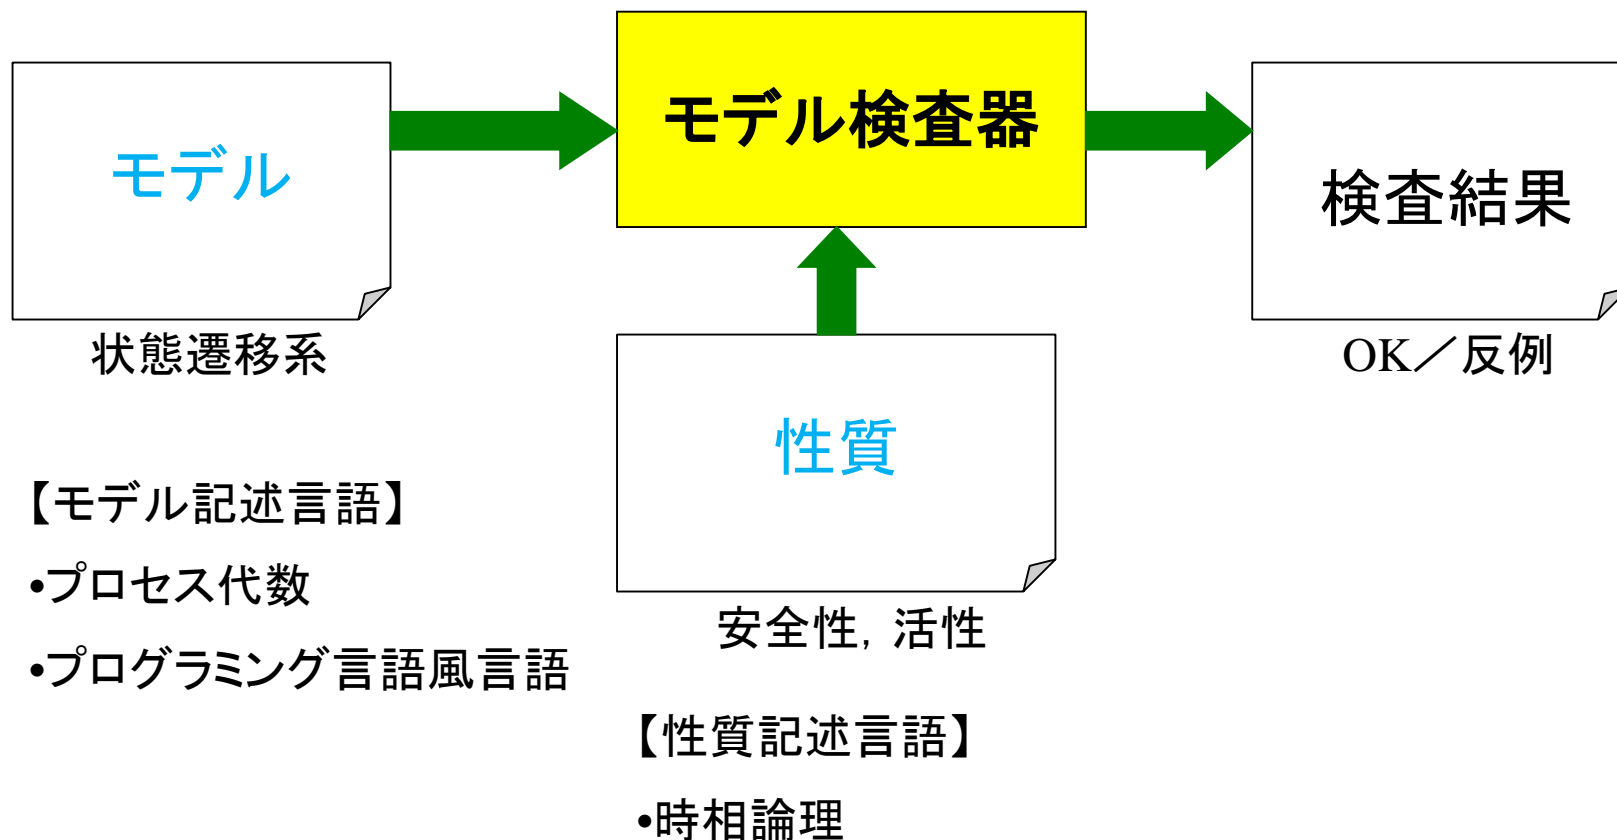 モデル
状態遷移系
モデル検査器
検査結果
OK／反例
性質
安全性，活性
【モデル記述言語】
•プロセス代数
•プログラミング言語風言語
【性質記述言語】
•時相論理